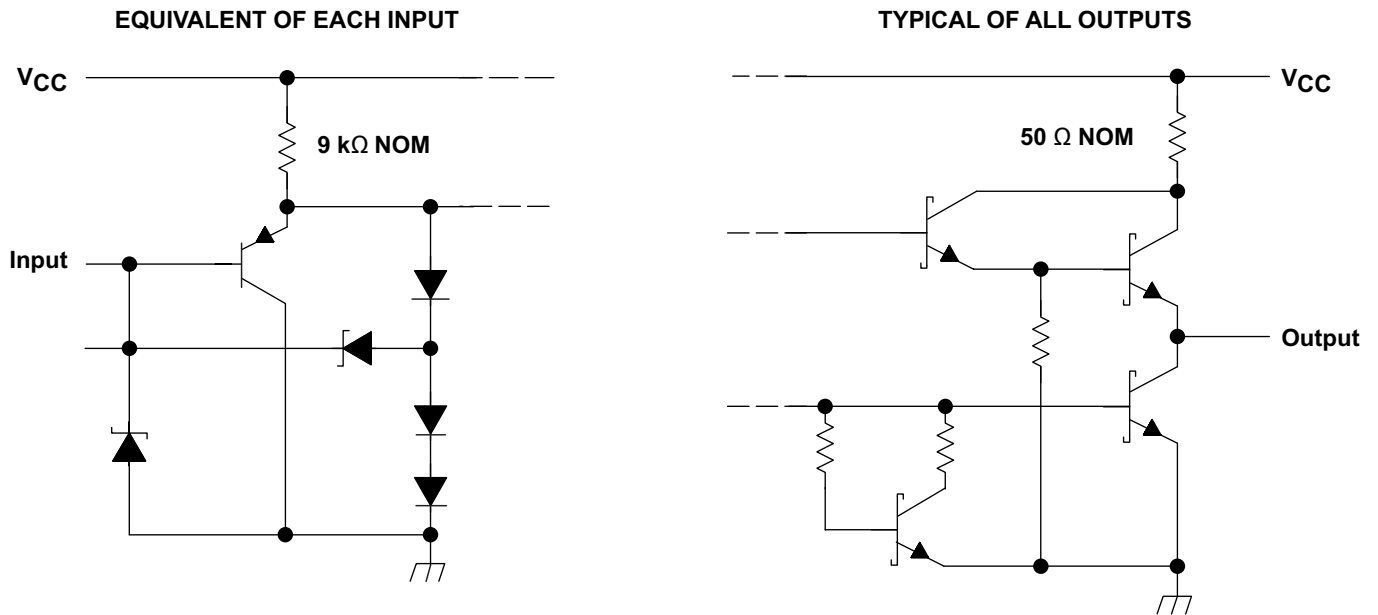 EQUIVALENT OF EACH INPUT
VCC
9 kΩ NOM
Input
TYPICAL OF ALL OUTPUTS
VCC
50 Ω NOM
Output